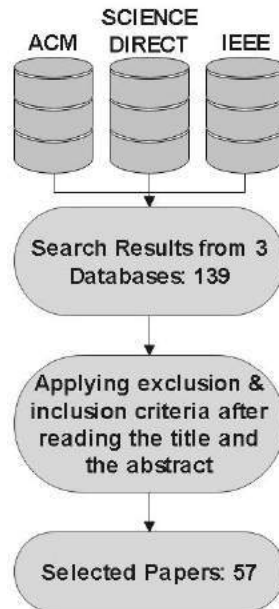 ACM
SCIENCE
DIRECT
IEEE
Search Results from 3
Databases: 139
Applying exclusion &
inclusion criteria after
reading the title and
the abstract
Selected Papers: 57